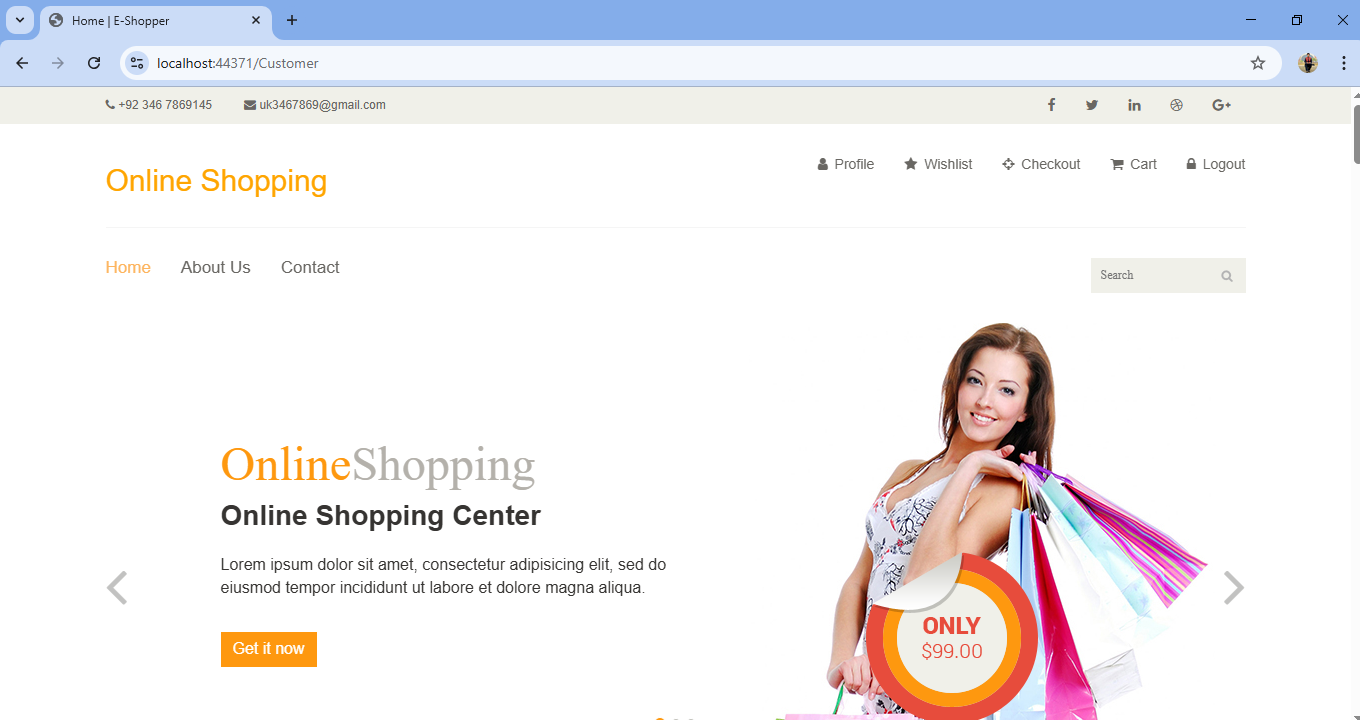 Home | E-Shopper
localhost:44371/Customer
+92 346 7869145 uk3467869@gmail.com
Profile Wishlist Checkout Cart Logout
Online Shopping
Home About Us Contact
Search
OnlineShopping
Online Shopping Center
Lorem ipsum dolor sit amet, consectetur adipisicing elit, sed do
eiusmod tempor incididunt ut labore et dolore magna aliqua.
ONLY
$99.00
Get it now